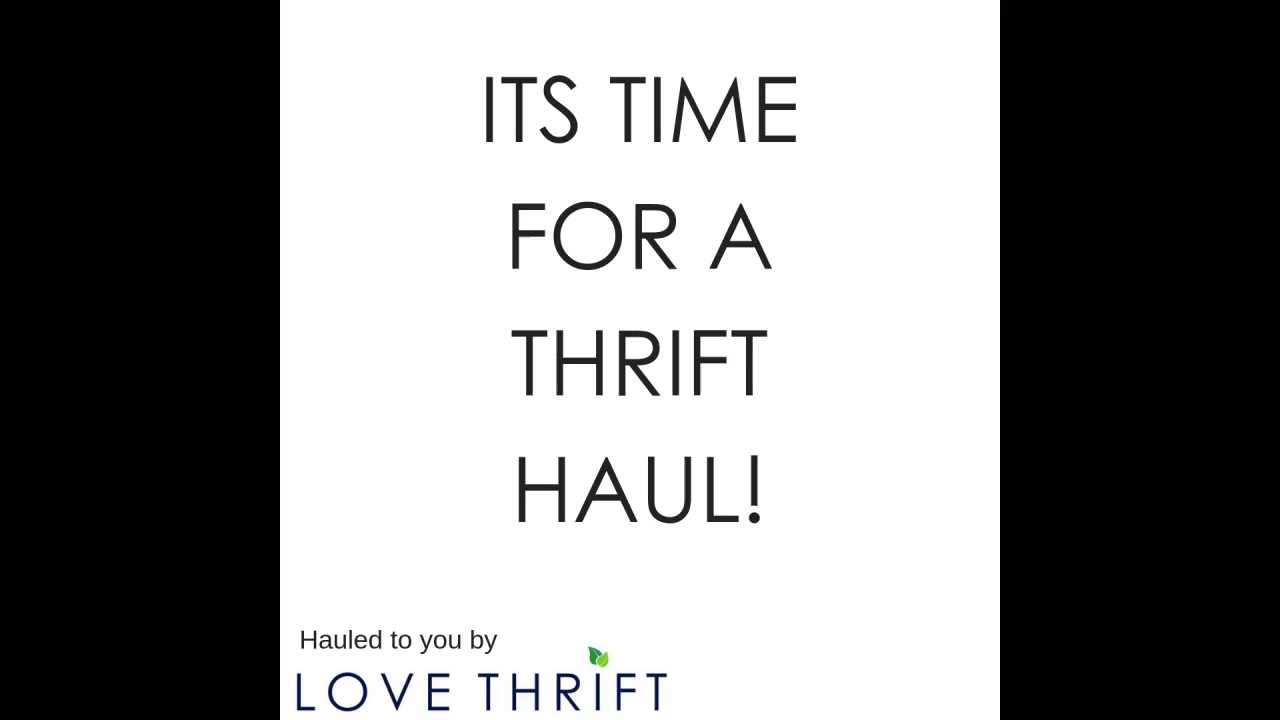 ITS TIME
FOR A
THRIFT
HAUL!
Hauled to you by
LOVE THRIFT